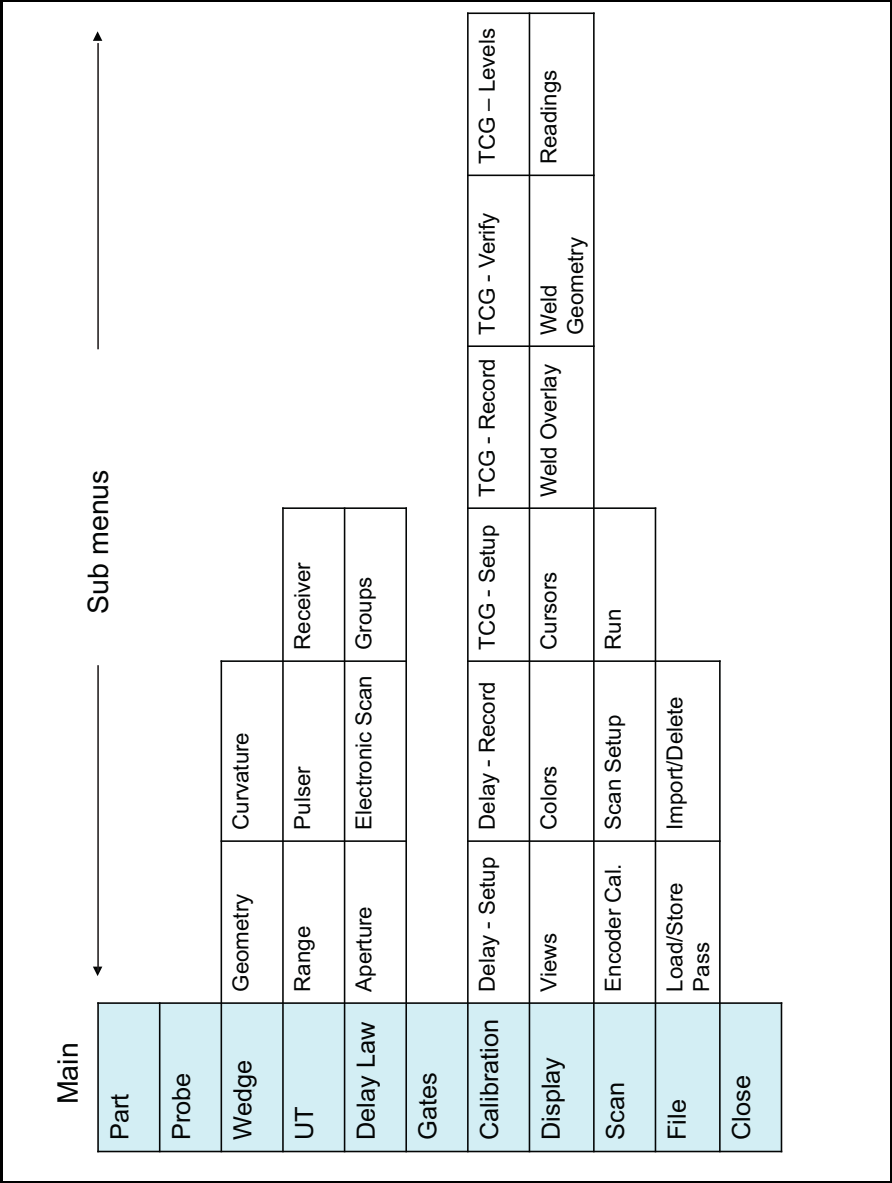 Main
Sub menus
Part
Probe
Wedge
Geometry
Curvature
UT
Range
Pulser
Receiver
Delay Law
Aperture
Electronic Scan
Groups
Gates
Calibration
Delay - Setup
Delay - Record
TCG - Setup
TCG - Record
TCG - Verify
TCG – Levels
Display
Views
Colors
Cursors
Weld Overlay
Weld
Geometry
Readings
Scan
Encoder Cal.
Scan Setup
Run
File
Load/Store
Pass
Import/Delete
Close